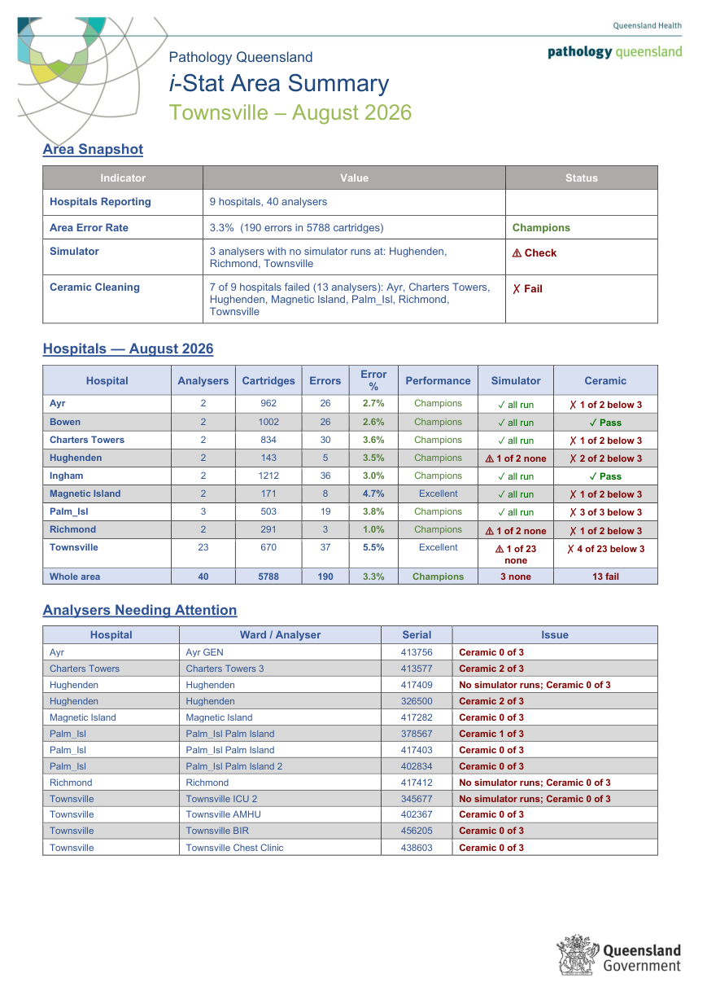 Queensland Health
pathology queensland
Pathology Queensland
i-Stat Area Summary
Townsville – August 2026
Area Snapshot
Indicator Value Status
Hospitals Reporting 9 hospitals, 40 analysers
Area Error Rate 3.3% (190 errors in 5788 cartridges) Champions
Simulator 3 analysers with no simulator runs at: Hughenden, ⚠ Check
Richmond, Townsville
Ceramic Cleaning 7 of 9 hospitals failed (13 analysers): Ayr, Charters Towers, ✗ Fail
Hughenden, Magnetic Island, Palm_Isl, Richmond,
Townsville
Hospitals — August 2026
Hospital Analysers Cartridges Errors Error % Performance Simulator Ceramic
Ayr 2 962 26 2.7% Champions ✓ all run ✗ 1 of 2 below 3
Bowen 2 1002 26 2.6% Champions ✓ all run ✓ Pass
Charters Towers 2 834 30 3.6% Champions ✓ all run ✗ 1 of 2 below 3
Hughenden 2 143 5 3.5% Champions ⚠ 1 of 2 none ✗ 2 of 2 below 3
Ingham 2 1212 36 3.0% Champions ✓ all run ✓ Pass
Magnetic Island 2 171 8 4.7% Excellent ✓ all run ✗ 1 of 2 below 3
Palm_Isl 3 503 19 3.8% Champions ✓ all run ✗ 3 of 3 below 3
Richmond 2 291 3 1.0% Champions ⚠ 1 of 2 none ✗ 1 of 2 below 3
Townsville 23 670 37 5.5% Excellent ⚠ 1 of 23 none ✗ 4 of 23 below 3
Whole area 40 5788 190 3.3% Champions 3 none 13 fail
Analysers Needing Attention
Hospital Ward / Analyser Serial Issue
Ayr Ayr GEN 413756 Ceramic 0 of 3
Charters Towers Charters Towers 3 413577 Ceramic 2 of 3
Hughenden Hughenden 417409 No simulator runs; Ceramic 0 of 3
Hughenden Hughenden 326500 Ceramic 2 of 3
Magnetic Island Magnetic Island 417282 Ceramic 0 of 3
Palm_Isl Palm_Isl Palm Island 378567 Ceramic 1 of 3
Palm_Isl Palm_Isl Palm Island 417403 Ceramic 0 of 3
Palm_Isl Palm_Isl Palm Island 2 402834 Ceramic 0 of 3
Richmond Richmond 417412 No simulator runs; Ceramic 0 of 3
Townsville Townsville ICU 2 345677 No simulator runs; Ceramic 0 of 3
Townsville Townsville AMHU 402367 Ceramic 0 of 3
Townsville Townsville BIR 456205 Ceramic 0 of 3
Townsville Townsville Chest Clinic 438603 Ceramic 0 of 3
Queensland
Government